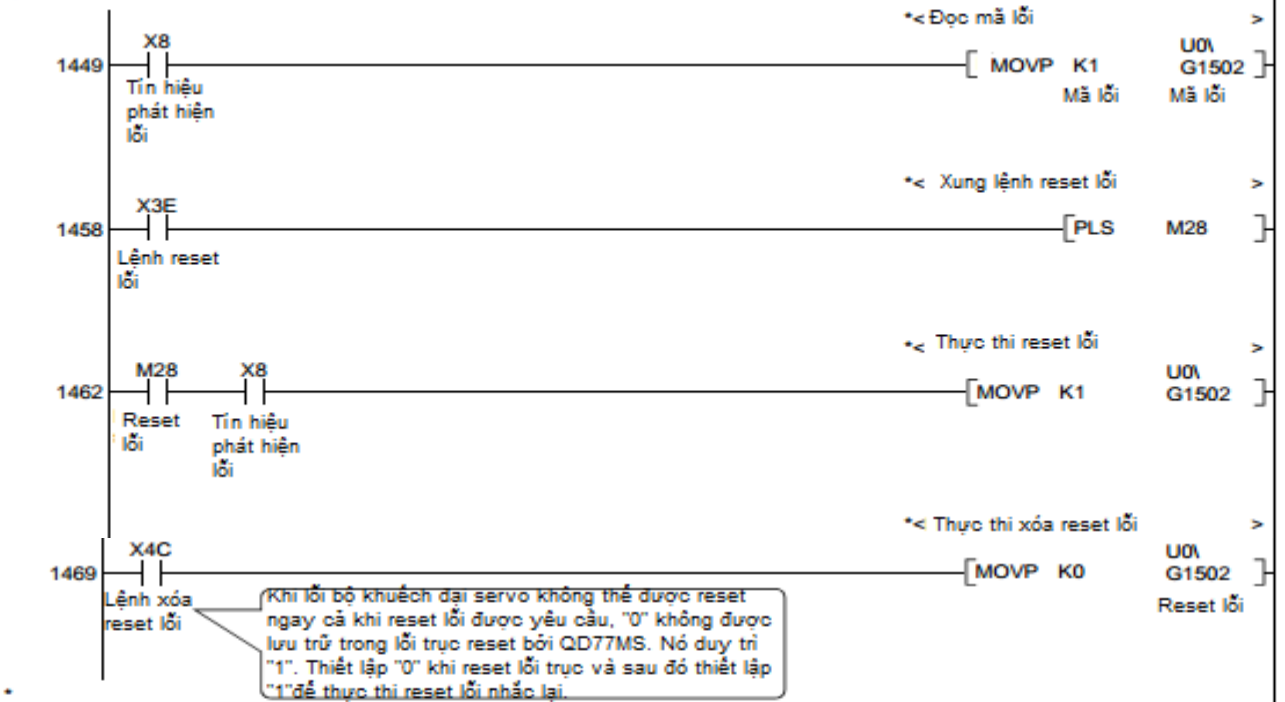 *< Đọc mã lỗi >
X8
U0\
1449 MOVP K1 G1502
Tín hiệu
phát hiện
lỗi
Mã lỗi Mã lỗi
*< Xung lệnh reset lỗi >
X3E
1458 PLS M28
Lệnh reset
lỗi
*< Thực thi reset lỗi >
M28 X8
U0\
1462 MOVP K1 G1502
Reset
lỗi
Tín hiệu
phát hiện
lỗi
*< Thực thi xóa reset lỗi >
X4C
U0\
1469 MOVP K0 G1502
Lệnh xóa
reset lỗi
Reset lỗi
Khi lỗi bộ khuếch đại servo không thể được reset
ngay cả khi reset lỗi được yêu cầu, "0" không được
lưu trữ trong lỗi trục reset bởi QD77MS. Nó duy trì
"1". Thiết lập "0" khi reset lỗi trục và sau đó thiết lập
"1"để thực thi reset lỗi nhắc lại.
*